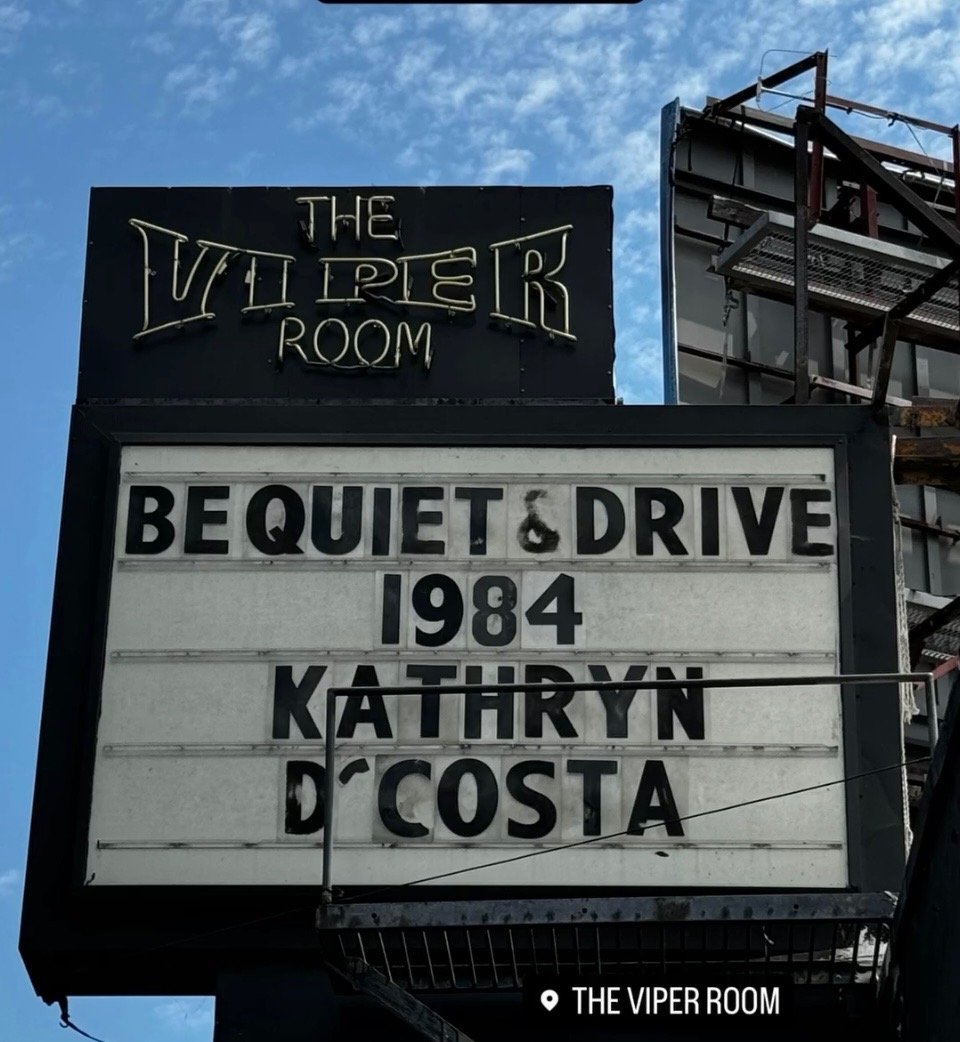 THE
VIPER
ROOM
BE QUIET & DRIVE
1984
KATHRYN
D'COSTA
THE VIPER ROOM